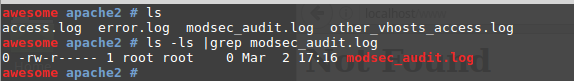 awesome apache2 # ls
access.log  error.log  modsec_audit.log  other_vhosts_access.log
awesome apache2 # ls -ls |grep modsec_audit.log
0 -rw-r----- 1 root root    0 Mar  2 17:16 modsec_audit.log
awesome apache2 #